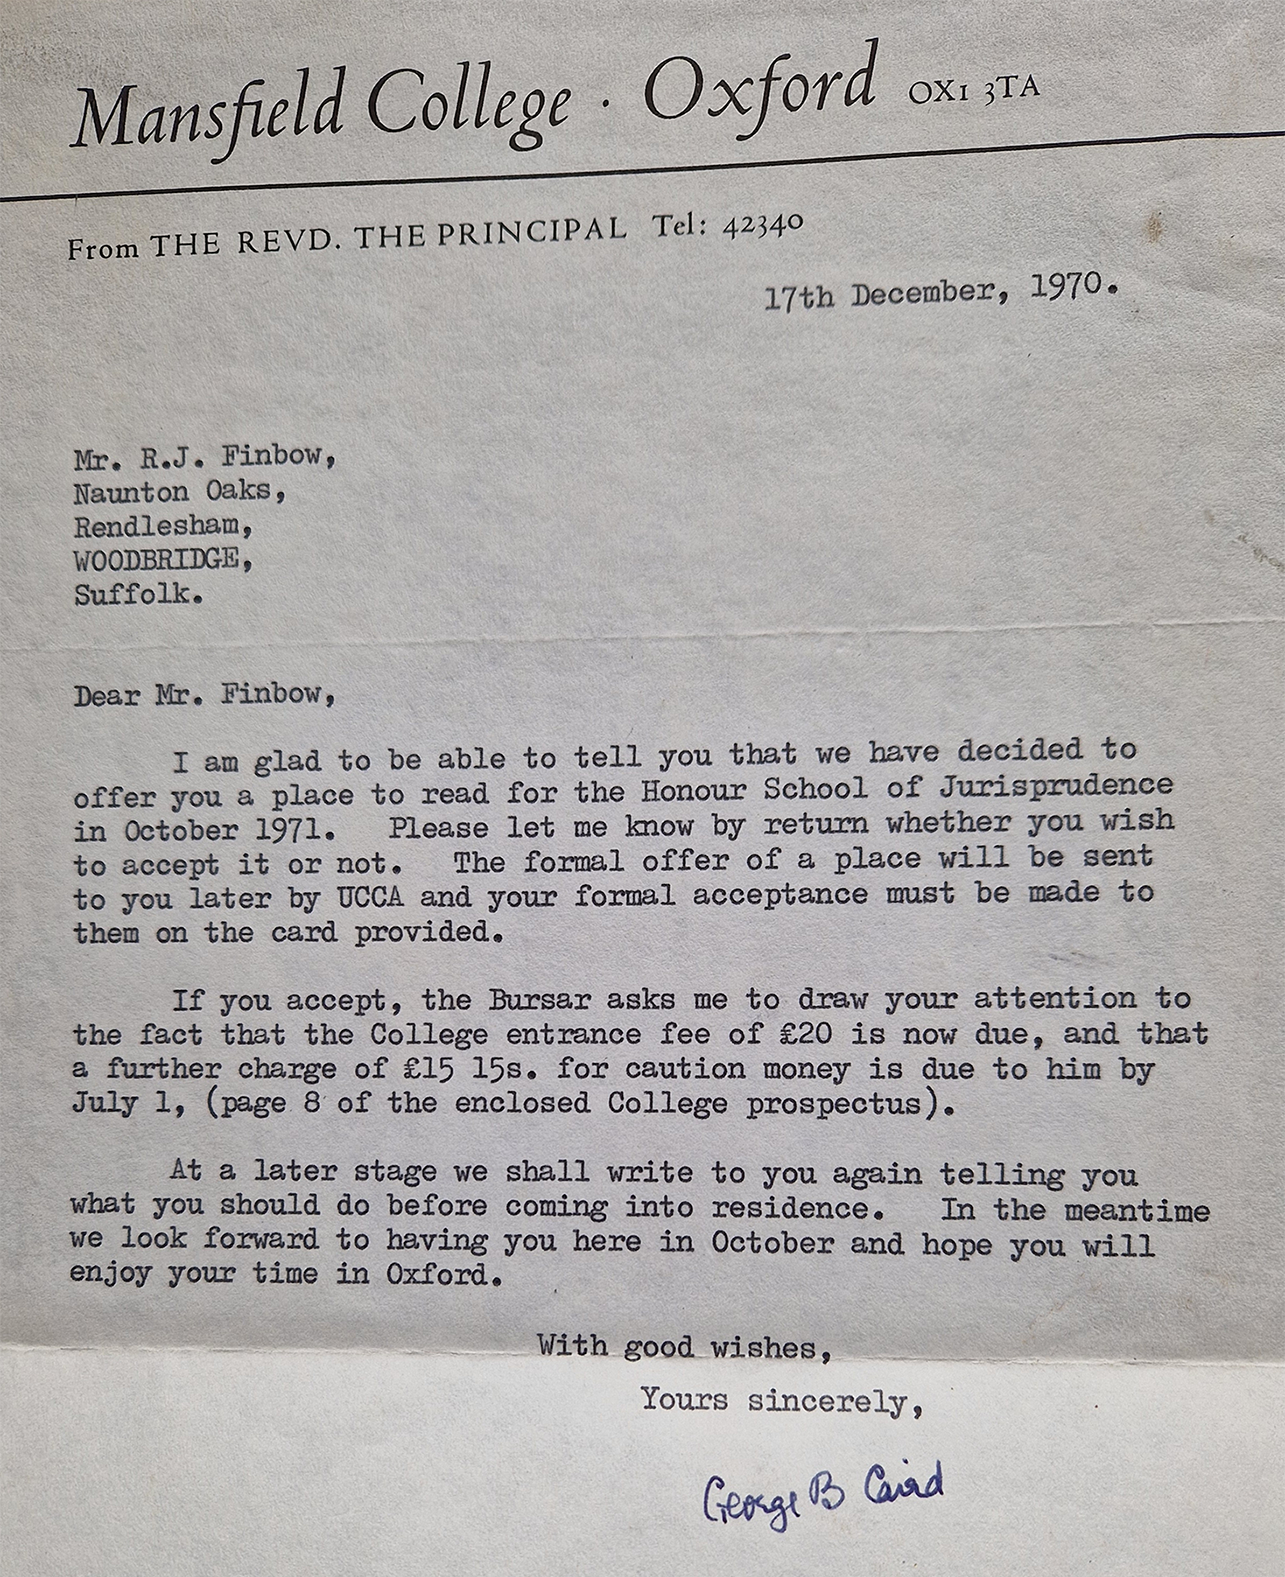 Mansfield College · Oxford OX1 3TA
From THE REVD. THE PRINCIPAL Tel: 42340
17th December, 1970.
Mr. R.J. Finbow,
Naunton Oaks,
Rendlesham,
WOODBRIDGE,
Suffolk.
Dear Mr. Finbow,
I am glad to be able to tell you that we have decided to
offer you a place to read for the Honour School of Jurisprudence
in October 1971. Please let me know by return whether you wish
to accept it or not. The formal offer of a place will be sent
to you later by UCCA and your formal acceptance must be made to
them on the card provided.
If you accept, the Bursar asks me to draw your attention to
the fact that the College entrance fee of £20 is now due, and that
a further charge of £15 15s. for caution money is due to him by
July 1, (page 8 of the enclosed College prospectus).
At a later stage we shall write to you again telling you
what you should do before coming into residence. In the meantime
we look forward to having you here in October and hope you will
enjoy your time in Oxford.
With good wishes,
Yours sincerely,
George B Caird